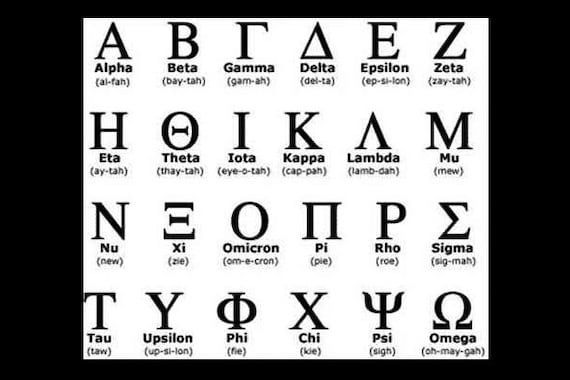 Α Β Γ Δ Ε Ζ
Alpha Beta Gamma Delta Epsilon Zeta
(al-fah) (bay-tah) (gam-ah) (del-ta) (ep-si-lon) (zay-tah)
Η Θ Ι Κ Λ Μ
Eta Theta Iota Kappa Lambda Mu
(ay-tah) (thay-tah) (eye-o-tah) (cap-pah) (lamb-dah) (mew)
Ν Ξ Ο Π Ρ Σ
Nu Xi Omicron Pi Rho Sigma
(new) (zie) (om-e-cron) (pie) (roe) (sig-mah)
Τ Υ Φ Χ Ψ Ω
Tau Upsilon Phi Chi Psi Omega
(taw) (up-si-lon) (fie) (kie) (sigh) (oh-may-gah)